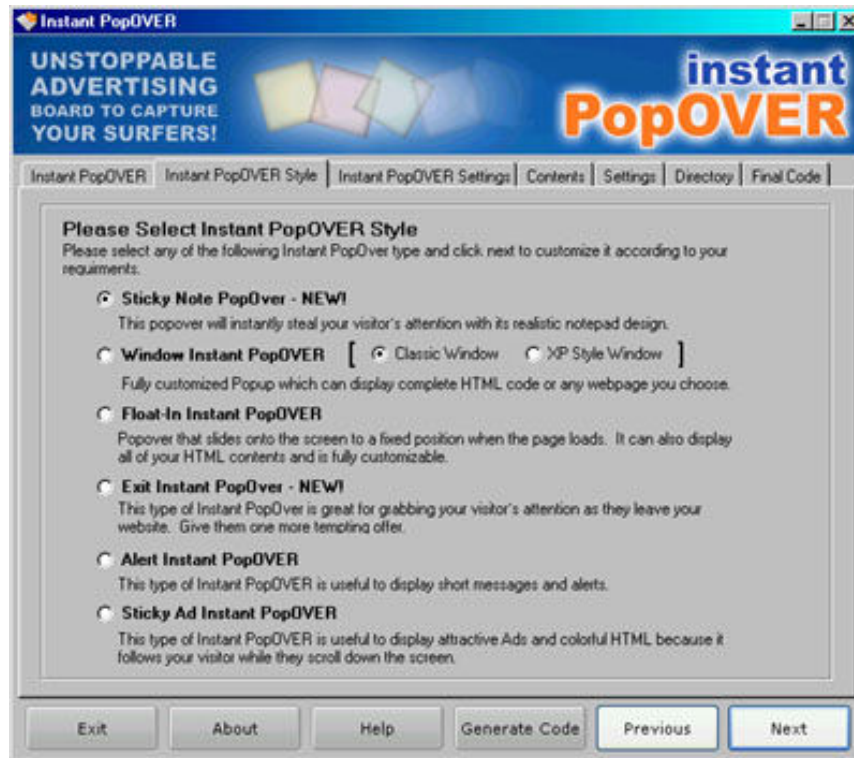 Instant PopOVER
UNSTOPPABLE
ADVERTISING
BOARD TO CAPTURE
YOUR SURFERS!
instant
PopOVER
Instant PopOVER Instant PopOVER Style Instant PopOVER Settings Contents Settings Directory Final Code
Please Select Instant PopOVER Style
Please select any of the following Instant PopOver type and click next to customize it according to your
requirments.
Sticky Note PopOver - NEW!
This popover will instantly steal your visitor's attention with its realistic notepad design.
Window Instant PopOVER [ Classic Window XP Style Window ]
Fully customized Popup which can display complete HTML code or any webpage you choose.
Float-In Instant PopOVER
Popover that slides onto the screen to a fixed position when the page loads. It can also display
all of your HTML contents and is fully customizable.
Exit Instant PopOver - NEW!
This type of Instant PopOver is great for grabbing your visitor's attention as they leave your
website. Give them one more tempting offer.
Alert Instant PopOVER
This type of Instant PopOVER is useful to display short messages and alerts.
Sticky Ad Instant PopOVER
This type of Instant PopOVER is useful to display attractive Ads and colorful HTML because it
follows your visitor while they scroll down the screen.
Exit About Help Generate Code Previous Next